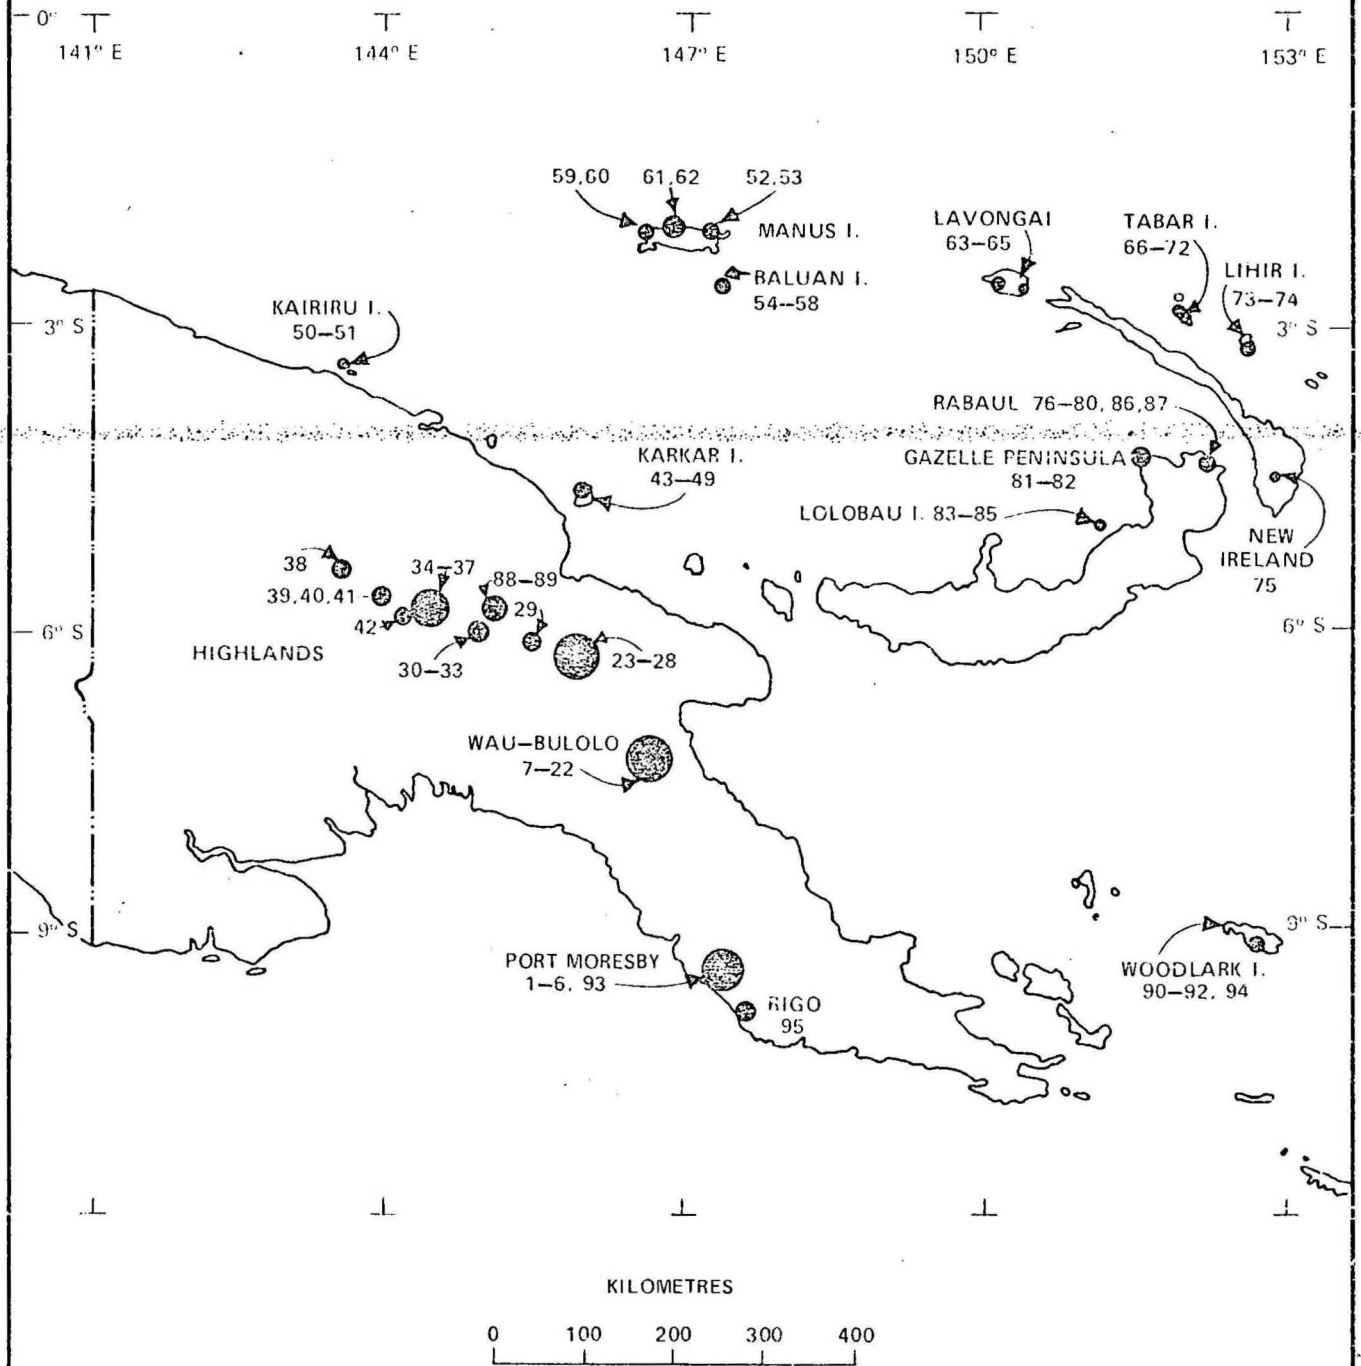 0°
141° E
144° E
147° E
150° E
153° E
59,60
61,62
52,53
MANUS I.
BALUAN I.
54–58
LAVONGAI
63–65
TABAR I.
66–72
LIHIR I.
73–74
KAIRIRU I.
50–51
3° S
3° S
RABAUL 76–80, 86,87
GAZELLE PENINSULA
81–82
KARKAR I.
43–49
LOLOBAU I. 83–85
NEW
IRELAND
75
38
34–37
88–89
39,40,41
29
42
6° S
6° S
HIGHLANDS
30–33
23–28
WAU–BULOLO
7–22
9° S
9° S
PORT MORESBY
1–6, 93
RIGO
95
WOODLARK I.
90–92, 94
KILOMETRES
0 100 200 300 400